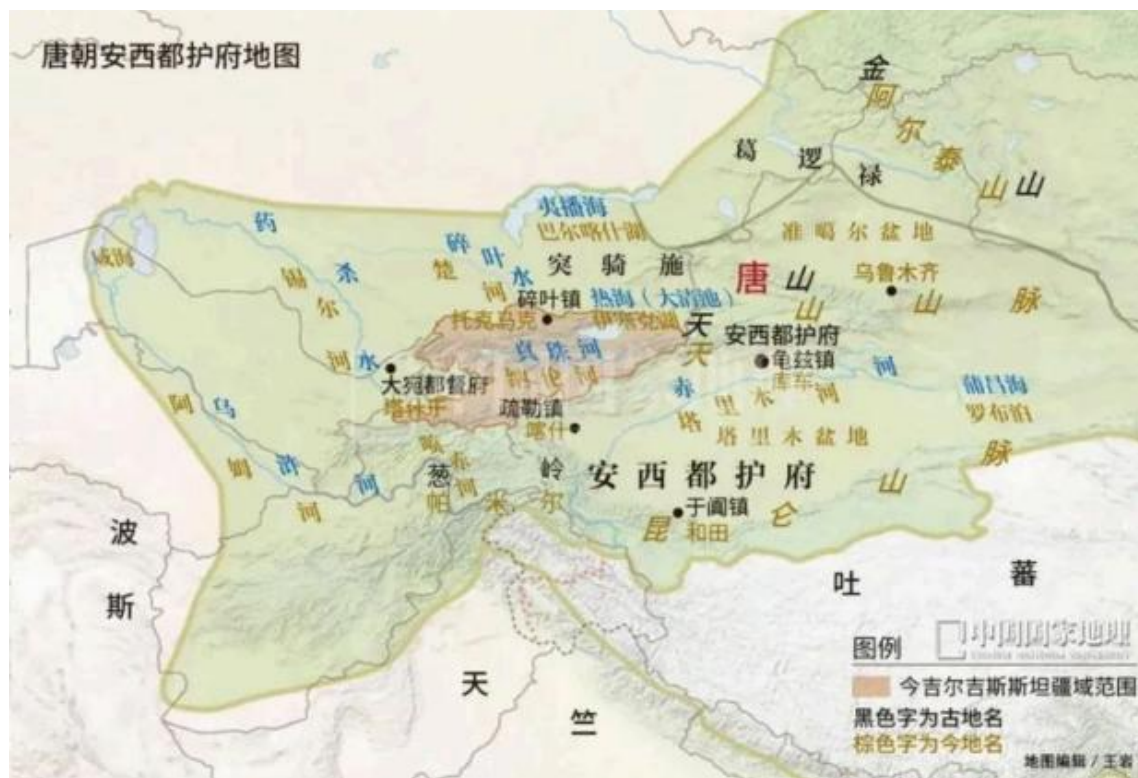 唐朝安西都护府地图
金
阿尔泰山
山
葛逻禄
夷播海
巴尔喀什湖
准噶尔盆地
药杀水
锡尔河
咸海
碎叶水
楚河
突骑施
唐
乌鲁木齐
碎叶镇
托克马克
热海（大清池）
伊塞克湖
天山
天山山脉
安西都护府
龟兹镇
库车
真珠河
大宛都督府
塔什干
疏勒镇
喀什
赤河
塔里木河
塔里木盆地
蒲昌海
罗布泊
乌浒河
阿姆河
喷赤河
葱岭
帕米尔
安西都护府
于阗镇
和田
昆仑山脉
波斯
吐蕃
天竺
图例
中国国家地理
今吉尔吉斯斯坦疆域范围
黑色字为古地名
棕色字为今地名
地图编辑/王岩